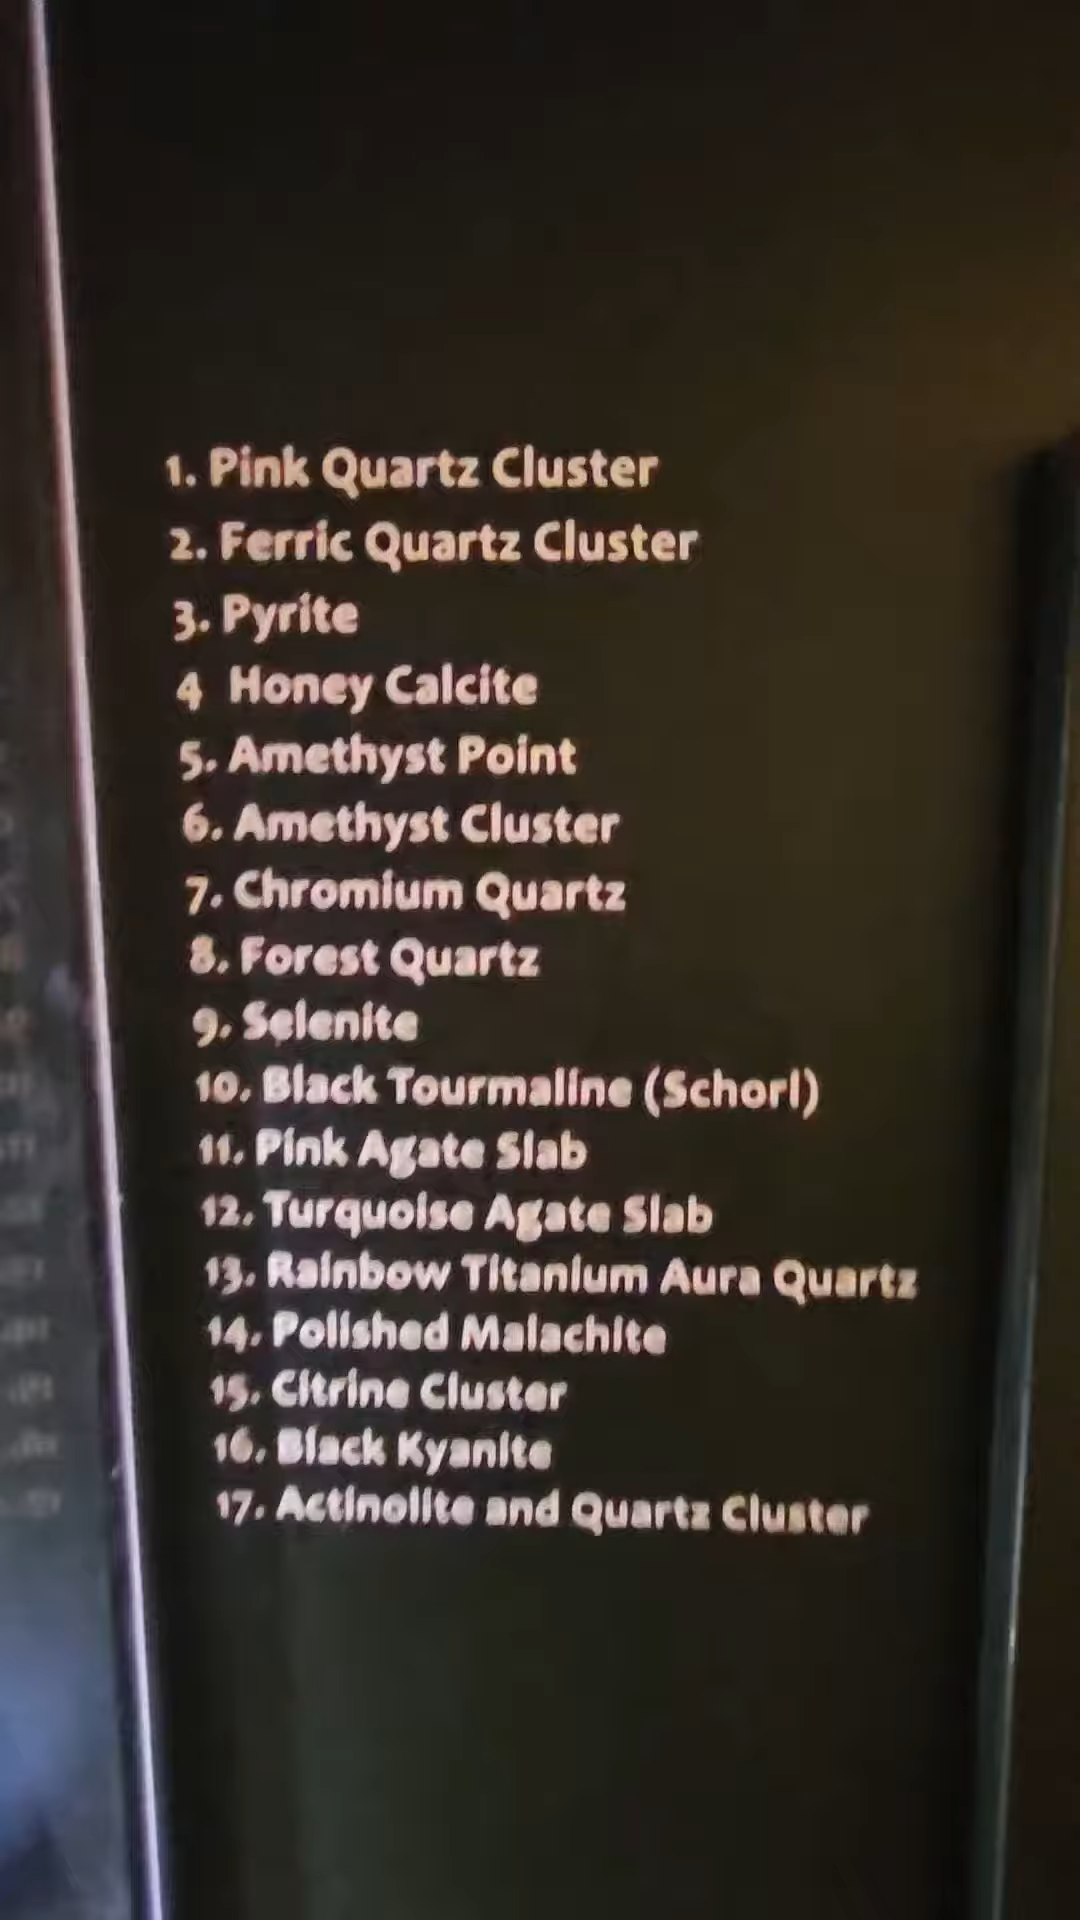 1. Pink Quartz Cluster
2. Ferric Quartz Cluster
3. Pyrite
4 Honey Calcite
5. Amethyst Point
6. Amethyst Cluster
7. Chromium Quartz
8. Forest Quartz
9. Selenite
10. Black Tourmaline (Schorl)
11. Pink Agate Slab
12. Turquoise Agate Slab
13. Rainbow Titanium Aura Quartz
14. Polished Malachite
15. Citrine Cluster
16. Black Kyanite
17. Actinolite and Quartz Cluster